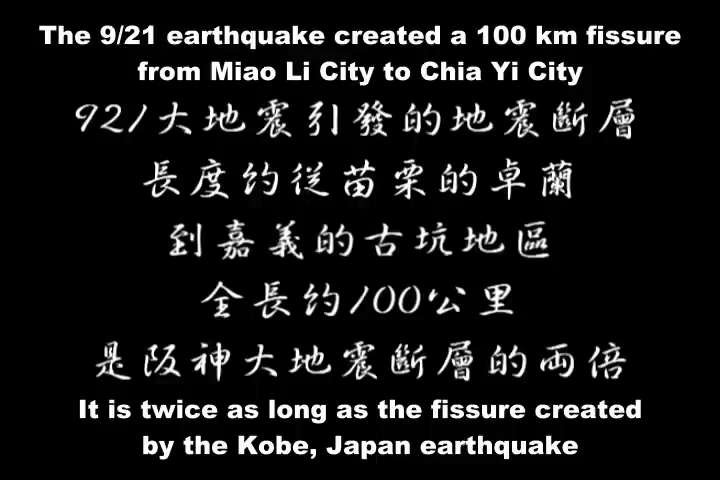 The 9/21 earthquake created a 100 km fissure
from Miao Li City to Chia Yi City
921大地震引發的地震斷層
長度約從苗栗的卓蘭
到嘉義的古坑地區
全長約100公里
是阪神大地震斷層的兩倍
It is twice as long as the fissure created
by the Kobe, Japan earthquake